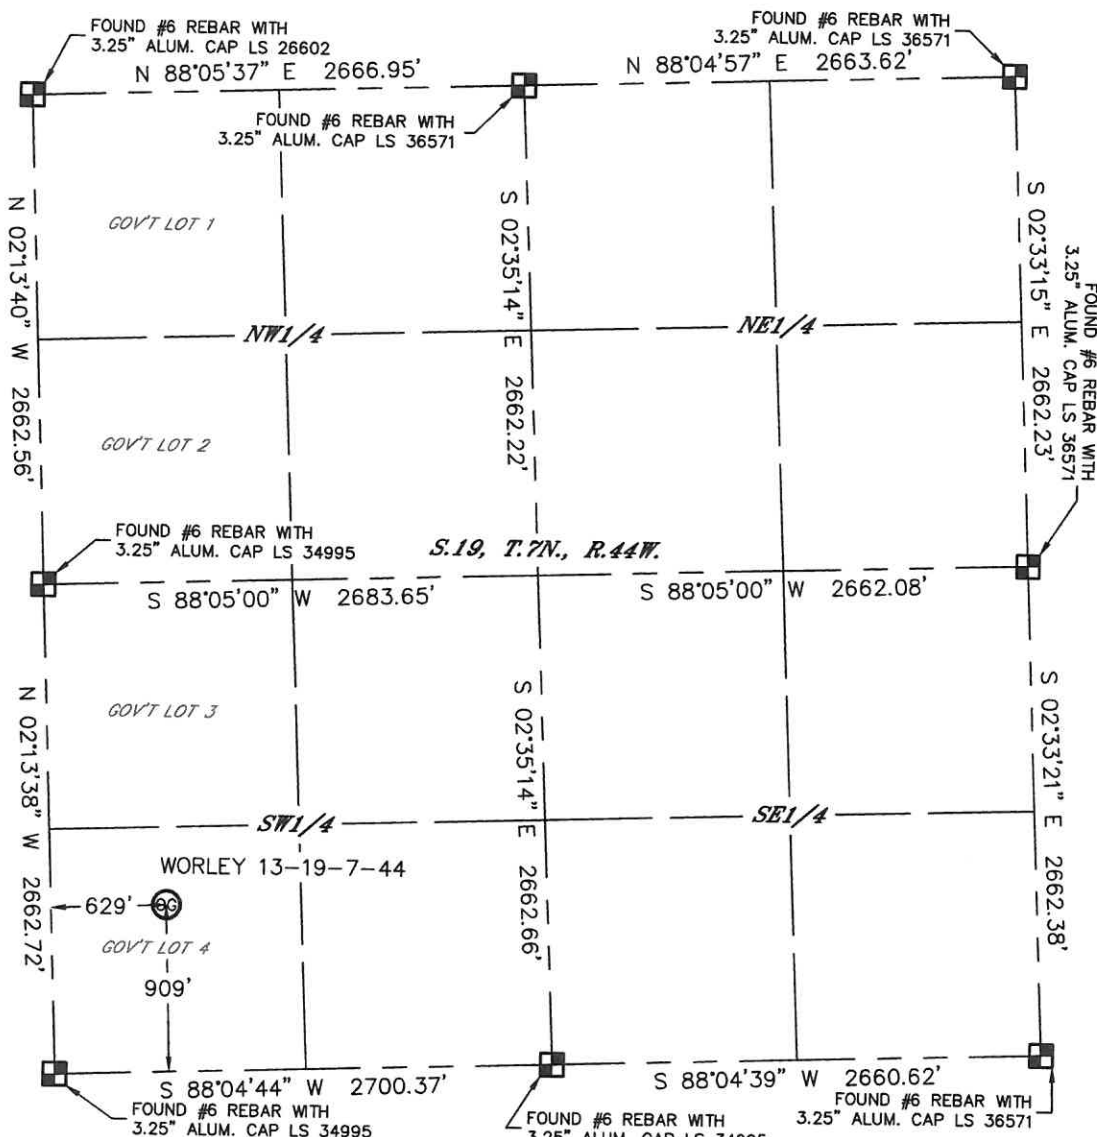 FOUND #6 REBAR WITH
3.25" ALUM. CAP LS 26602
N 88°05'37" E 2666.95'
FOUND #6 REBAR WITH
3.25" ALUM. CAP LS 36571
N 88°04'57" E 2663.62'
FOUND #6 REBAR WITH
3.25" ALUM. CAP LS 36571
N 02°13'40" W 2662.56'
GOV'T LOT 1
S 02°35'14" E 2662.22'
S 02°33'15" E 2662.23'
FOUND #6 REBAR WITH
3.25" ALUM. CAP LS 36571
NW1/4
NE1/4
GOV'T LOT 2
FOUND #6 REBAR WITH
3.25" ALUM. CAP LS 34995
S.19, T.7N., R.44W.
S 88°05'00" W 2683.65'
S 88°05'00" W 2662.08'
N 02°13'38" W 2662.72'
GOV'T LOT 3
S 02°35'14" E 2662.66'
S 02°33'21" E 2662.38'
SW1/4
SE1/4
WORLEY 13-19-7-44
629'
OG
GOV'T LOT 4
909'
S 88°04'44" W 2700.37'
S 88°04'39" W 2660.62'
FOUND #6 REBAR WITH
3.25" ALUM. CAP LS 34995
FOUND #6 REBAR WITH
3.25" ALUM. CAP LS 34995
FOUND #6 REBAR WITH
3.25" ALUM. CAP LS 36571